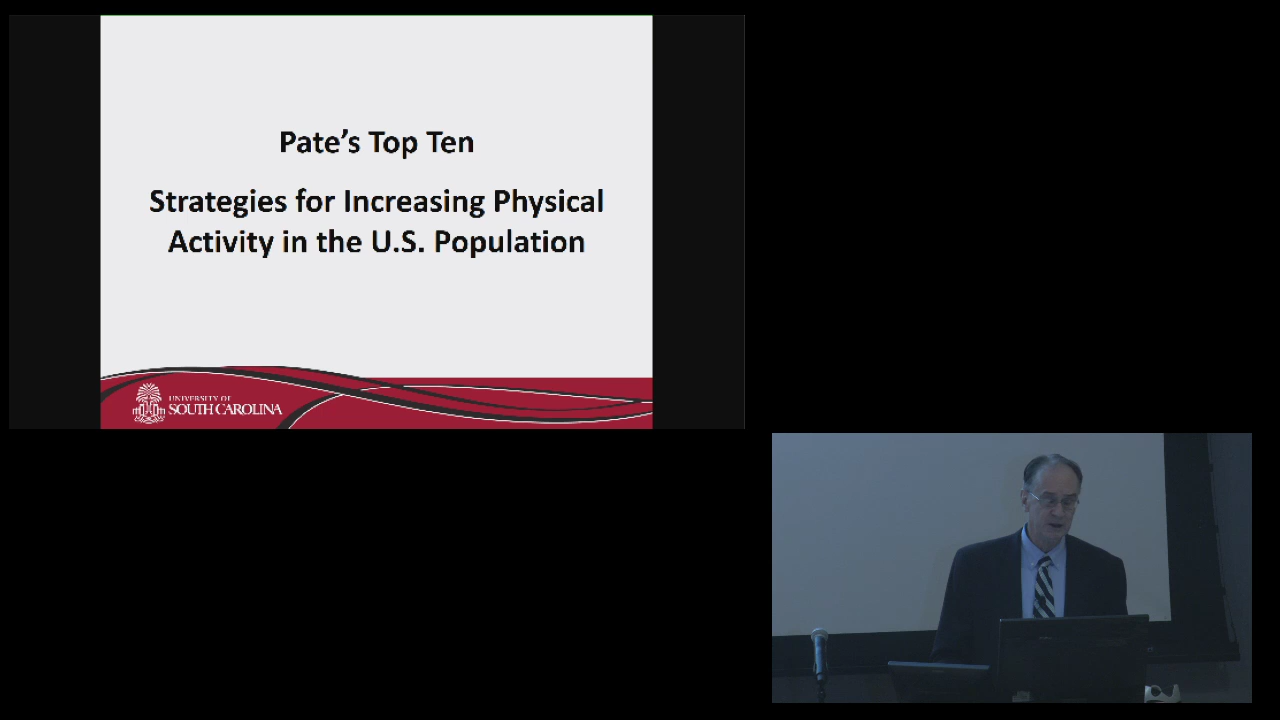 Pate's Top Ten
Strategies for Increasing Physical
Activity in the U.S. Population
UNIVERSITY OF
SOUTH CAROLINA